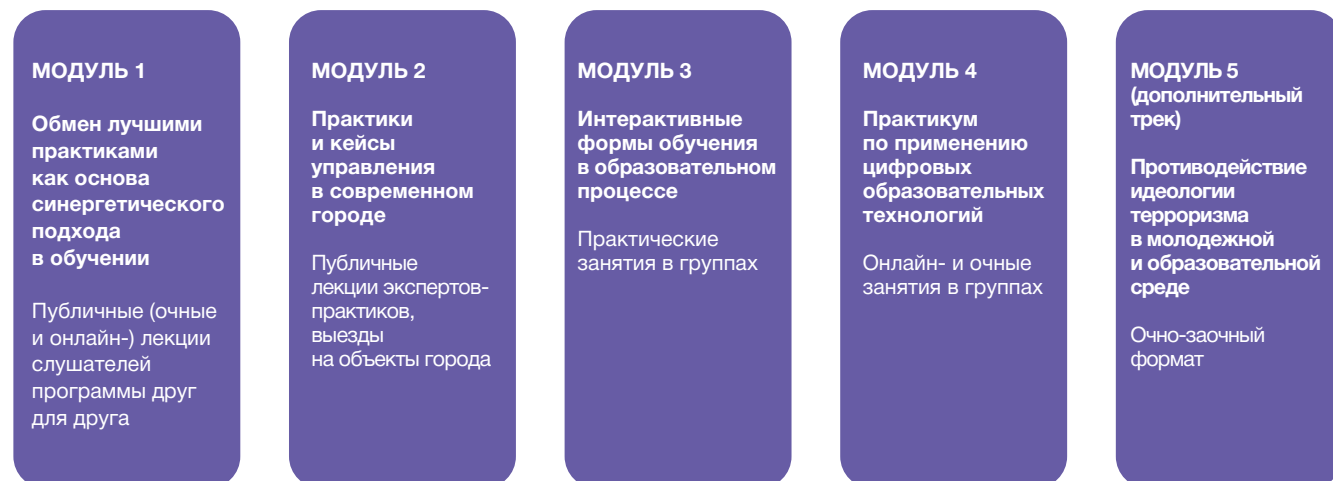 МОДУЛЬ 1
Обмен лучшими
практиками
как основа
синергетического
подхода
в обучении
Публичные (очные
и онлайн-) лекции
слушателей
программы друг
для друга
МОДУЛЬ 2
Практики
и кейсы
управления
в современном
городе
Публичные
лекции экспертов-
практиков,
выезды
на объекты города
МОДУЛЬ 3
Интерактивные
формы обучения
в образовательном
процессе
Практические
занятия в группах
МОДУЛЬ 4
Практикум
по применению
цифровых
образовательных
технологий
Онлайн- и очные
занятия в группах
МОДУЛЬ 5
(дополнительный
трек)
Противодействие
идеологии
терроризма
в молодежной
и образовательной
среде
Очно-заочный
формат